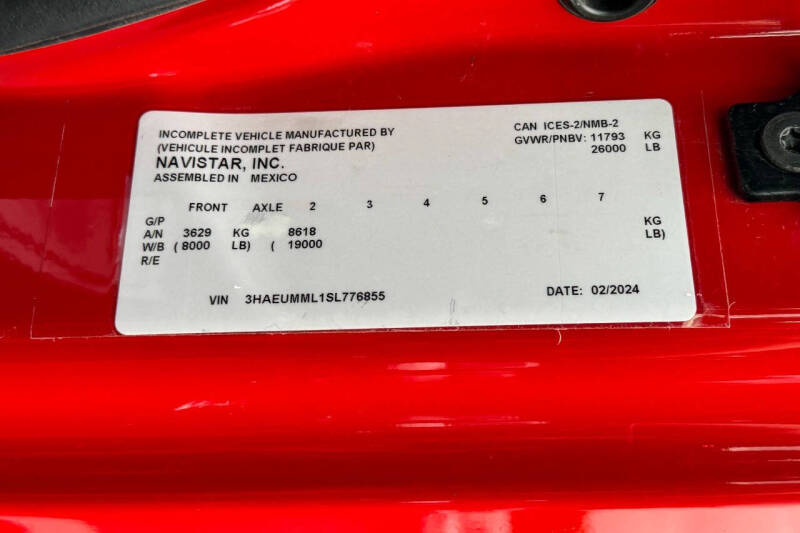 INCOMPLETE VEHICLE MANUFACTURED BY
(VEHICULE INCOMPLET FABRIQUE PAR)
NAVISTAR, INC.
ASSEMBLED IN MEXICO
CAN ICES-2/NMB-2
GVWR/PNBV: 11793 KG
26000 LB
FRONT AXLE 2 3 4 5 6 7
G/P
A/N 3629 KG 8618 KG
W/B ( 8000 LB) ( 19000 LB)
R/E
VIN 3HAEUMML1SL776855 DATE: 02/2024